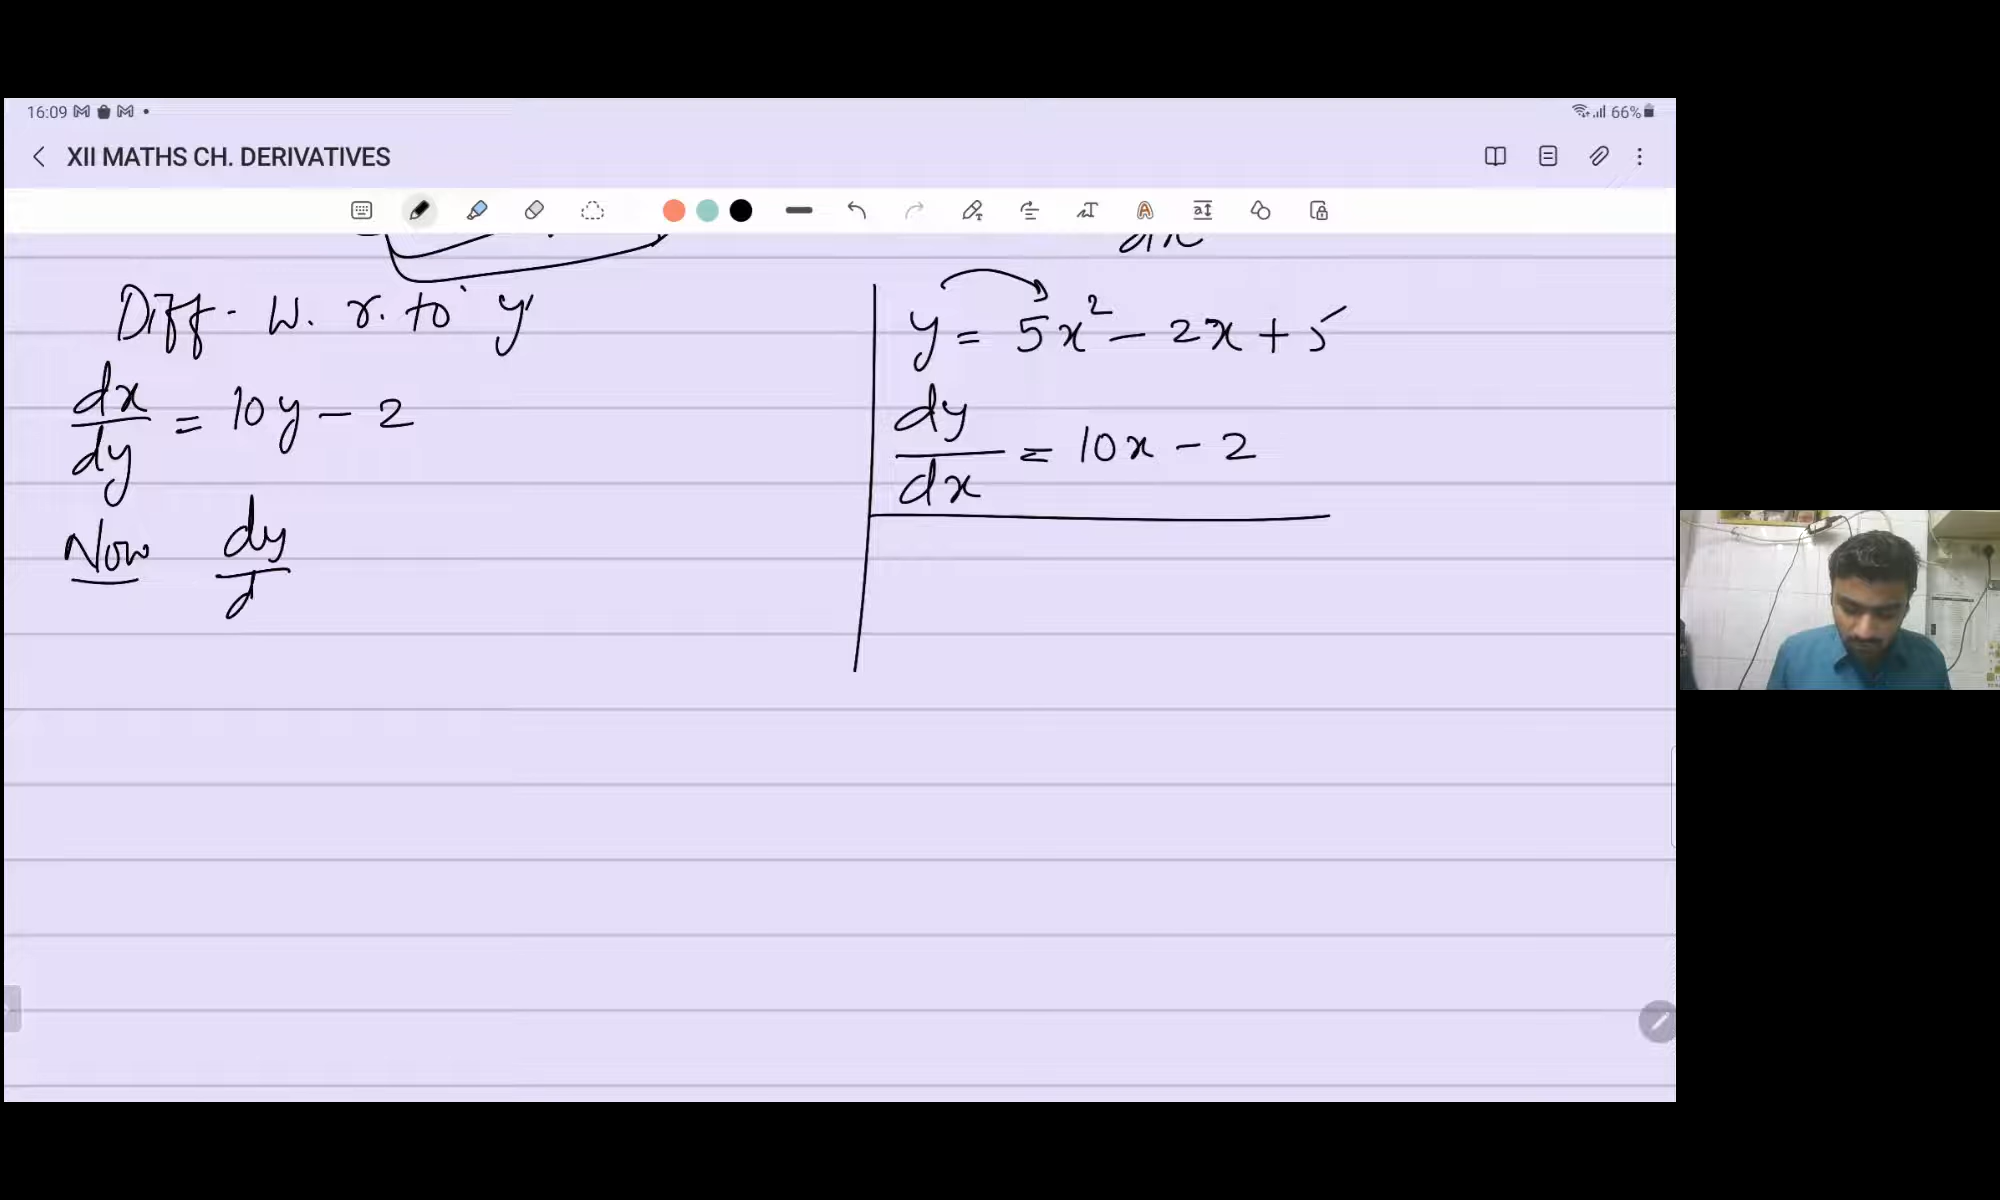 16:09
66%
XII MATHS CH. DERIVATIVES
dx
Diff. w. r. to y
dx/dy = 10y - 2
Now dy/d
y = 5x² - 2x + 5
dy/dx = 10x - 2